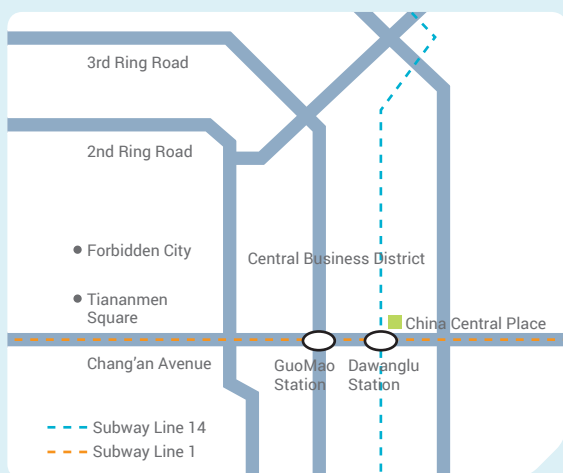 3rd Ring Road
2nd Ring Road
Forbidden City
Central Business District
Tiananmen
Square
China Central Place
Chang'an Avenue
GuoMao
Station
Dawanglu
Station
Subway Line 14
Subway Line 1